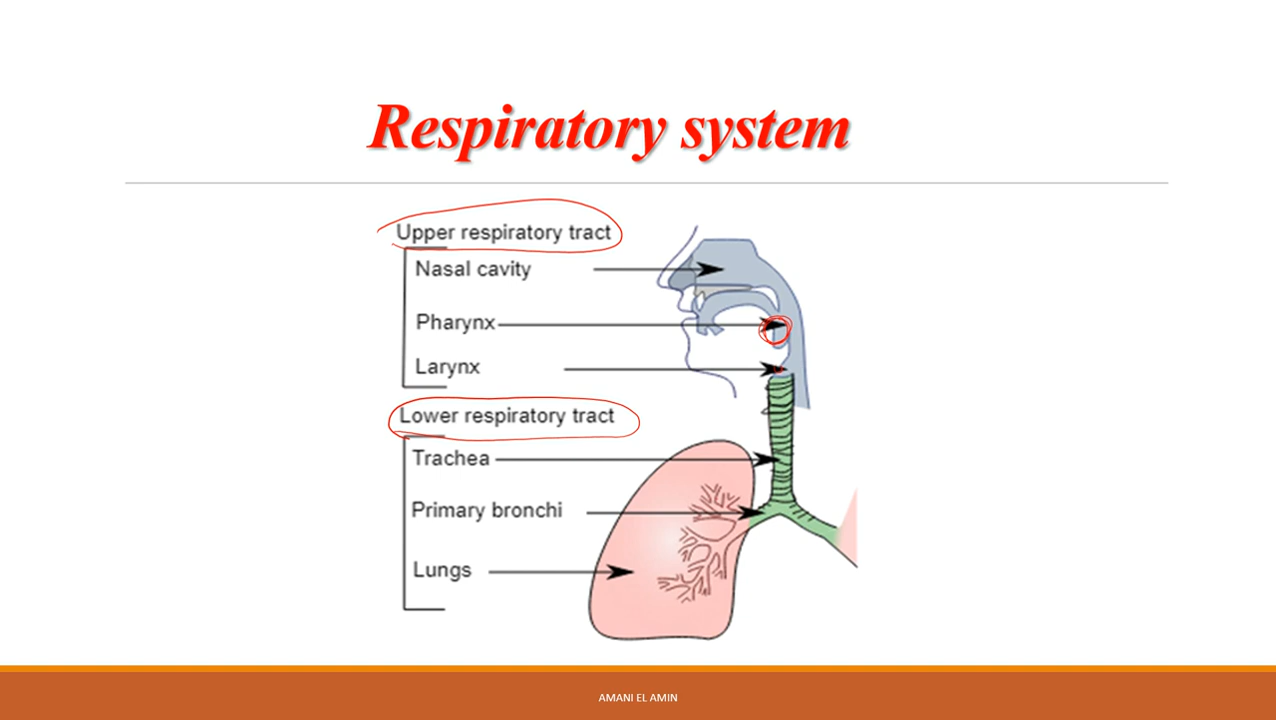 Respiratory system
Upper respiratory tract
Nasal cavity
Pharynx
Larynx
Lower respiratory tract
Trachea
Primary bronchi
Lungs
AMANI EL AMIN